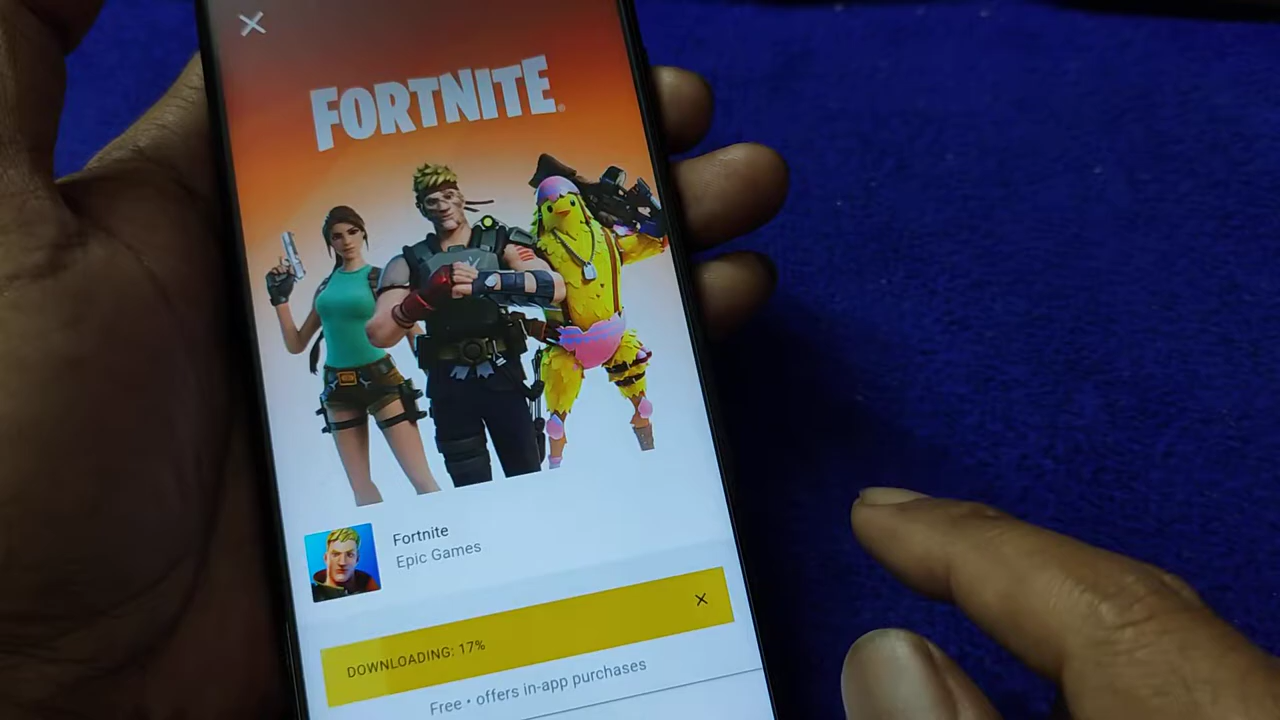 FORTNITE
Fortnite
Epic Games
DOWNLOADING: 17%
Free • offers in-app purchases